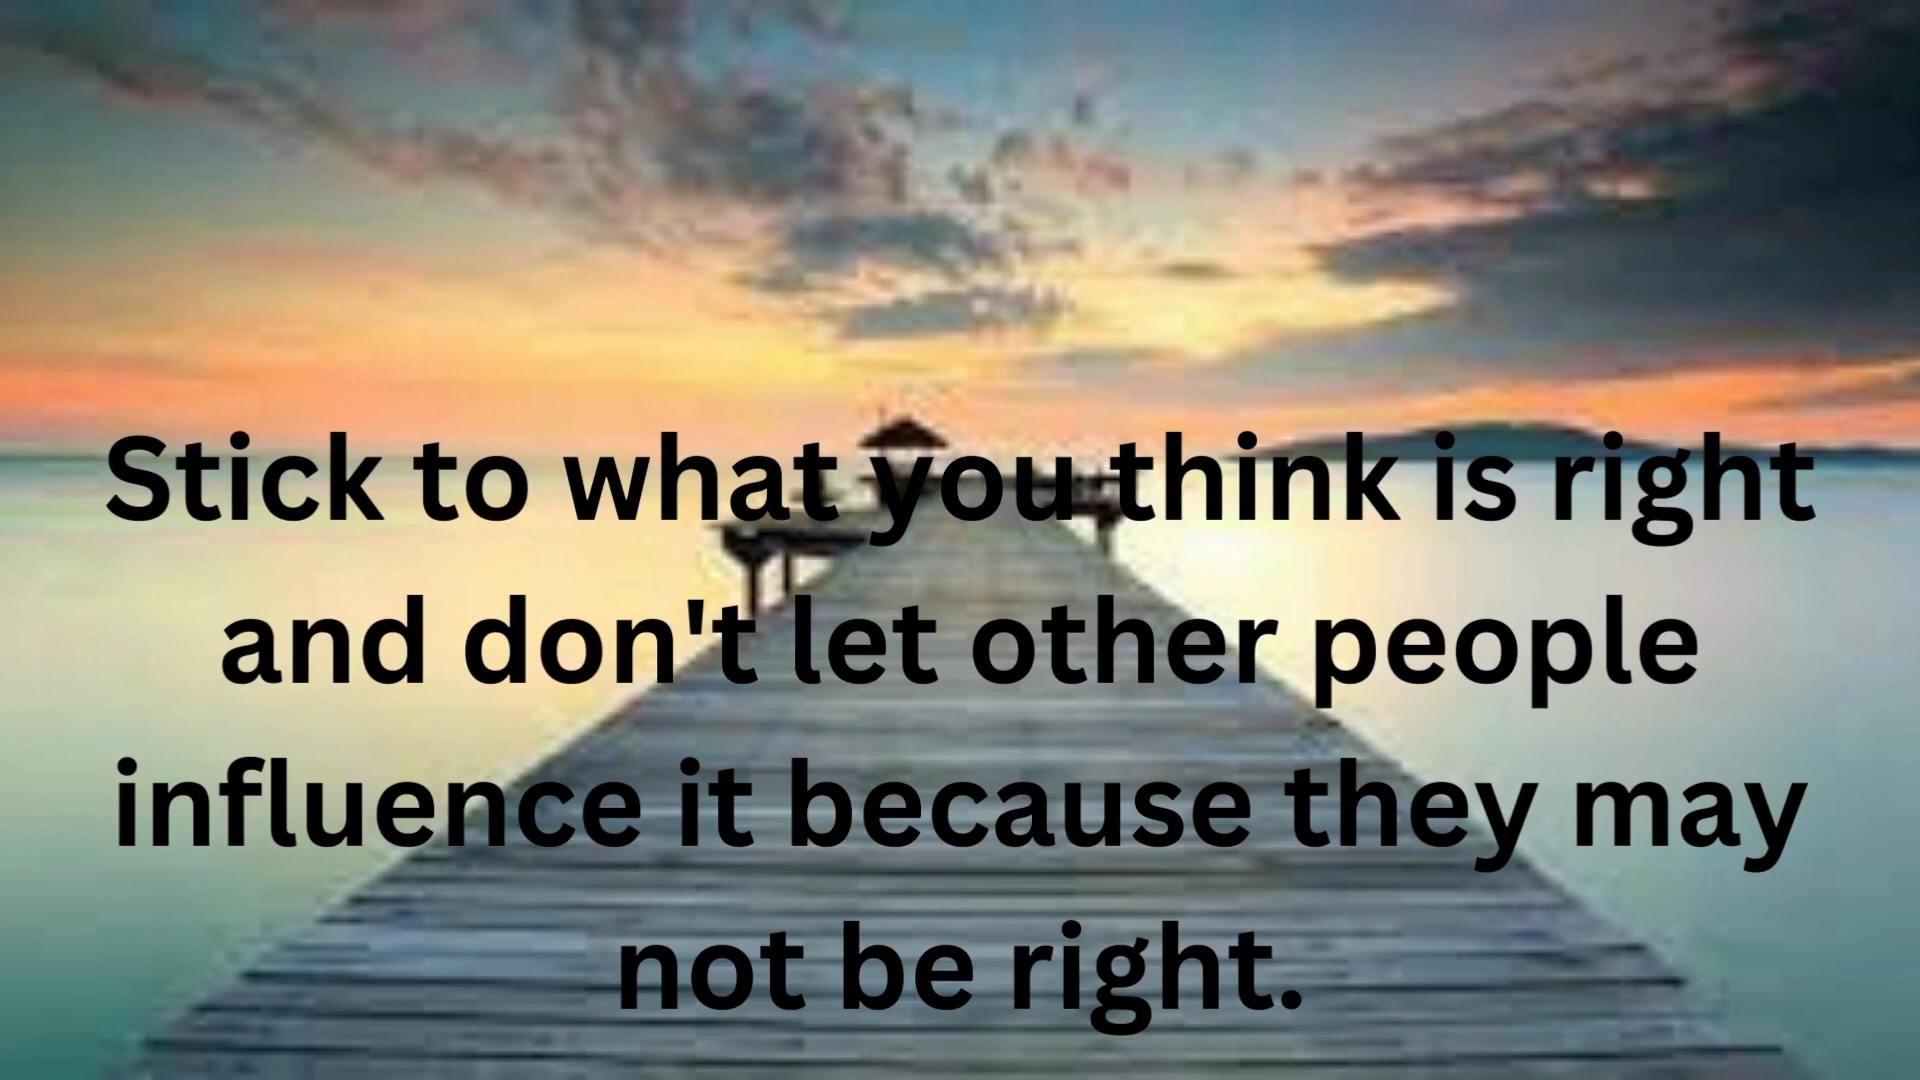 Stick to what you think is right
and don't let other people
influence it because they may
not be right.